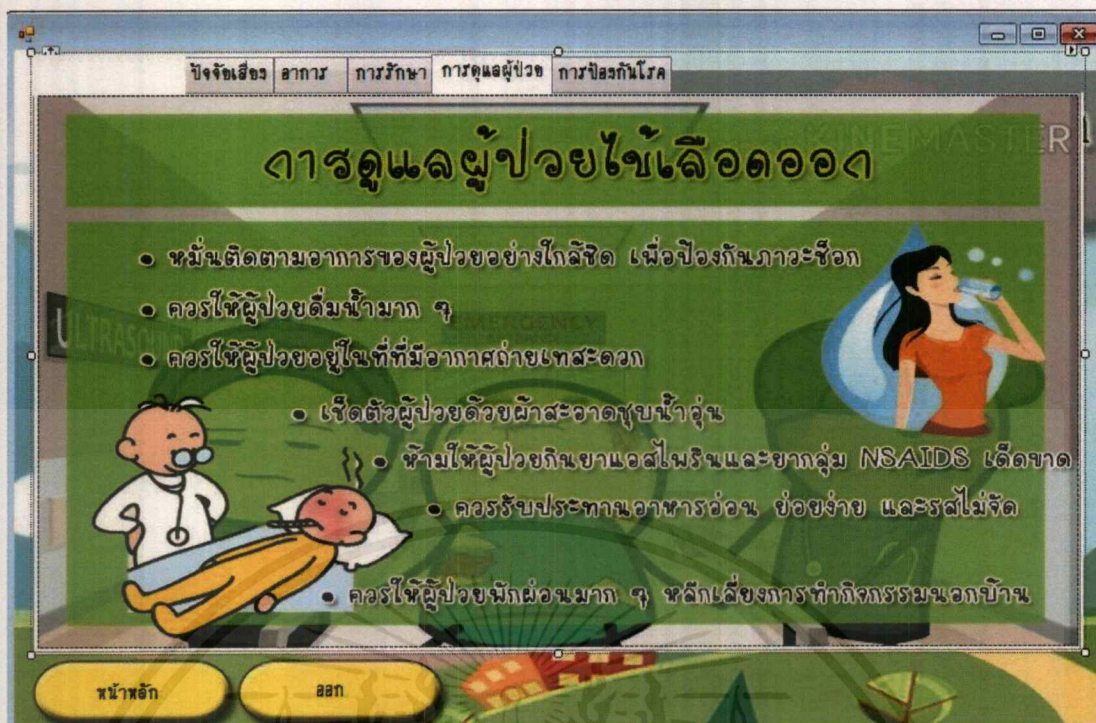 ปัจจัยเสี่ยง อาการ การรักษา การดูแลผู้ป่วย การป้องกันโรค
KINEMASTER
การดูแลผู้ป่วยไข้เลือดออก
• หมั่นติดตามอาการของผู้ป่วยอย่างใกล้ชิด เพื่อป้องกันภาวะช็อก
• ควรให้ผู้ป่วยดื่มน้ำมาก ๆ
ULTRASOUND
EMERGENCY
• ควรให้ผู้ป่วยอยู่ในที่ที่มีอากาศถ่ายเทสะดวก
• เช็ดตัวผู้ป่วยด้วยผ้าสะอาดชุบน้ำอุ่น
• ห้ามให้ผู้ป่วยกินยาแอสไพรินและยากลุ่ม NSAIDS เด็ดขาด
• ควรรับประทานอาหารอ่อน ย่อยง่าย และรสไม่จัด
• ควรให้ผู้ป่วยพักผ่อนมาก ๆ หลีกเลี่ยงการทำกิจกรรมนอกบ้าน
หน้าหลัก ออก